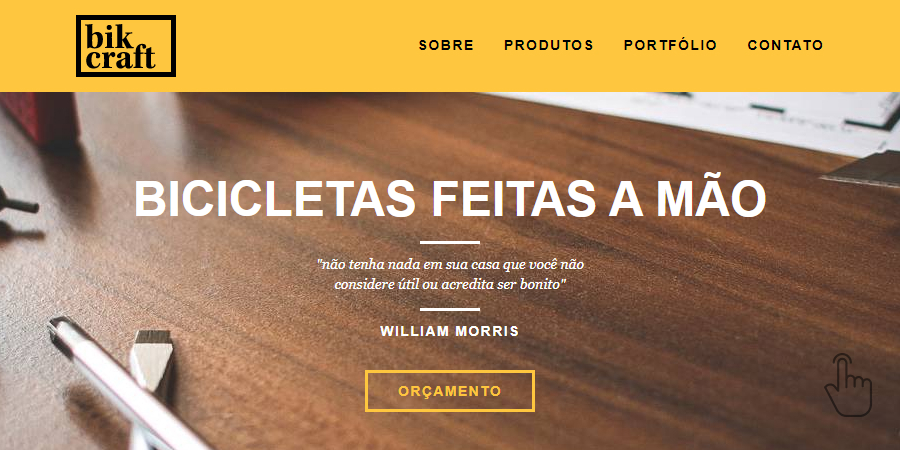 bik
craft
SOBRE PRODUTOS PORTFÓLIO CONTATO
BICICLETAS FEITAS A MÃO
"não tenha nada em sua casa que você não
considere útil ou acredita ser bonito"
WILLIAM MORRIS
ORÇAMENTO